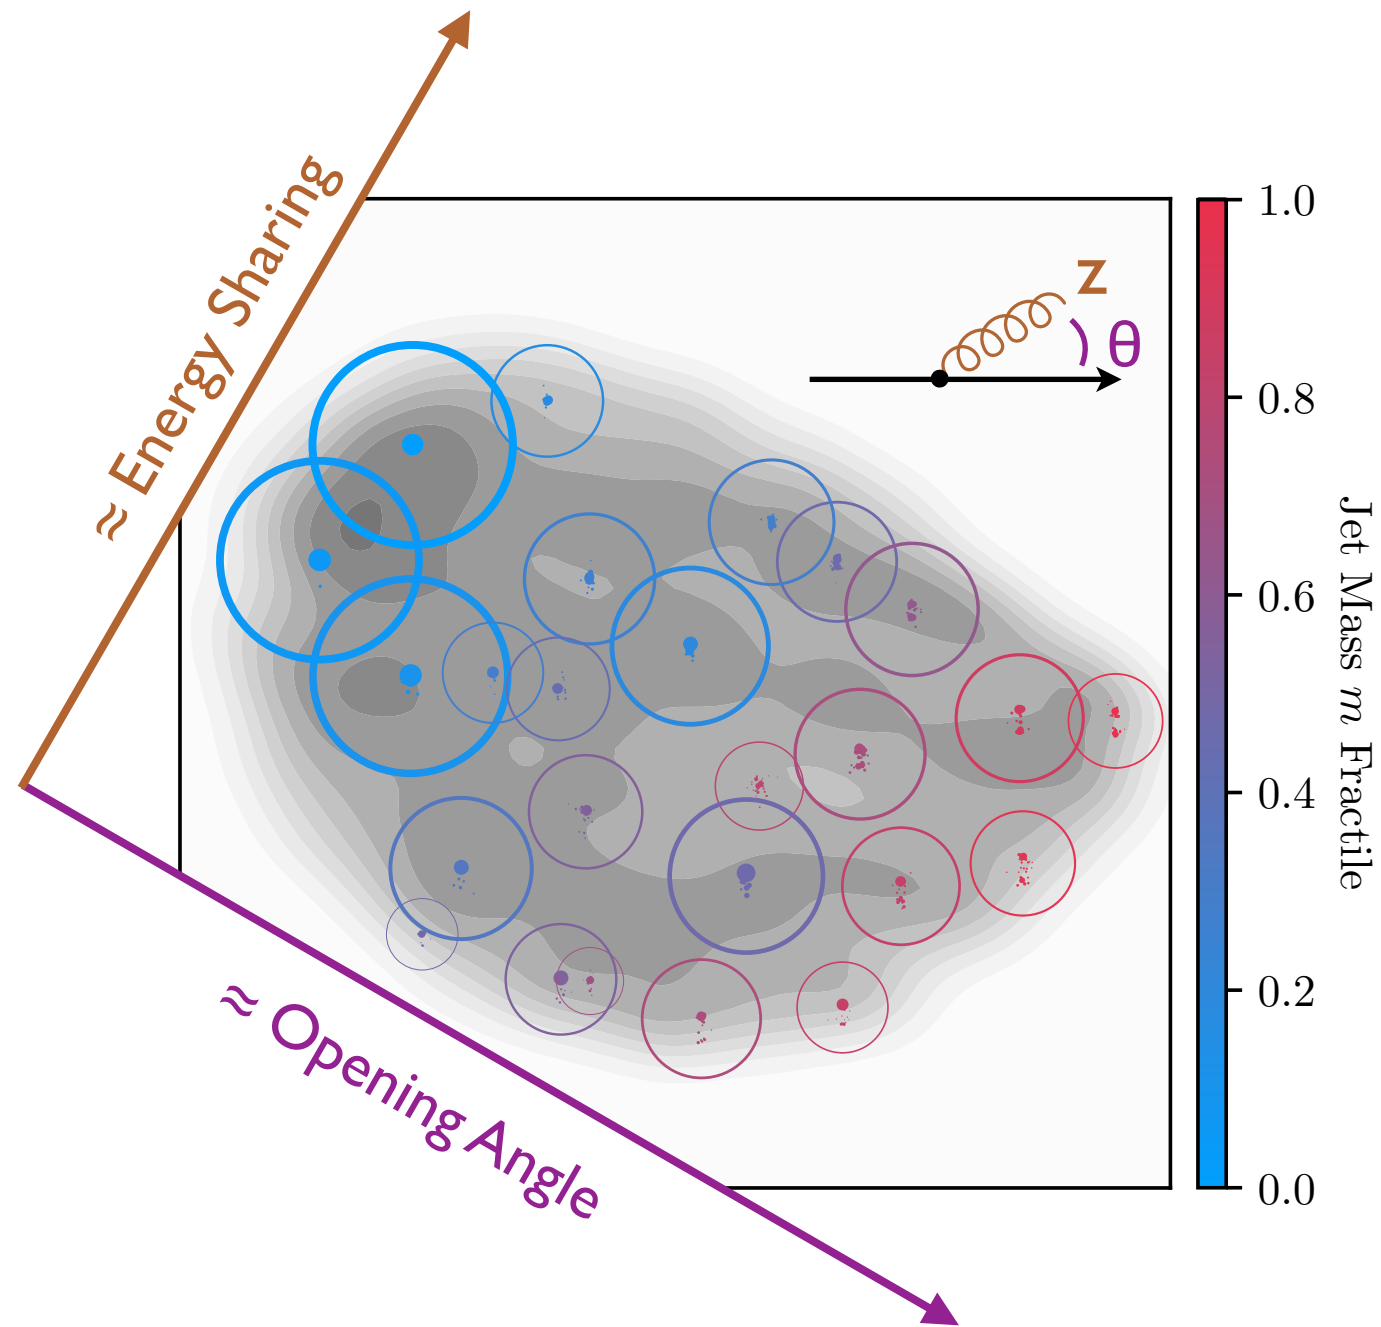 ≈ Energy Sharing
z
θ
1.0
0.8
0.6
0.4
0.2
0.0
Jet Mass m Fractile
≈ Opening Angle